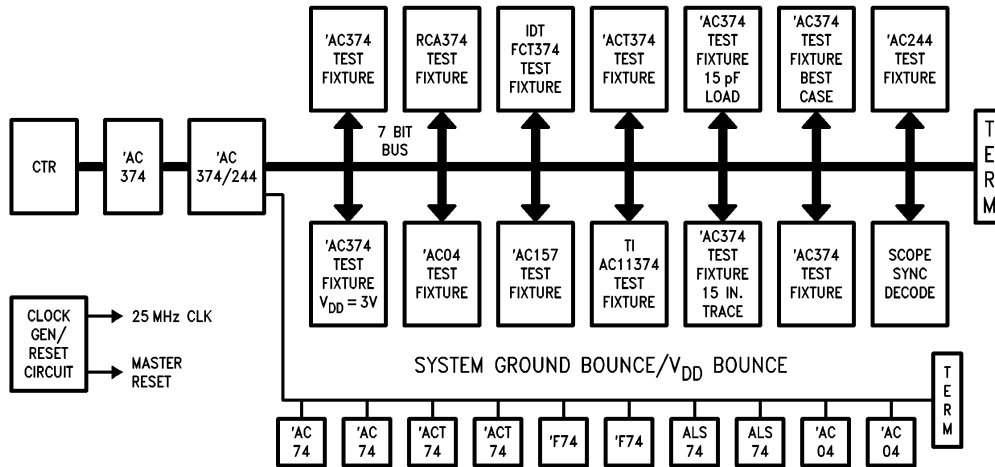 'AC374
TEST
FIXTURE
RCA374
TEST
FIXTURE
IDT
FCT374
TEST
FIXTURE
'ACT374
TEST
FIXTURE
'AC374
TEST
FIXTURE
15 pF
LOAD
'AC374
TEST
FIXTURE
BEST
CASE
'AC244
TEST
FIXTURE
CTR
'AC
374
'AC
374/244
7 BIT
BUS
TERM
'AC374
TEST
FIXTURE
VDD = 3V
'AC04
TEST
FIXTURE
'AC157
TEST
FIXTURE
TI
AC11374
TEST
FIXTURE
'AC374
TEST
FIXTURE
15 IN.
TRACE
'AC374
TEST
FIXTURE
SCOPE
SYNC
DECODE
CLOCK
GEN/
RESET
CIRCUIT
25 MHz CLK
MASTER
RESET
SYSTEM GROUND BOUNCE/VDD BOUNCE
TERM
'AC
74
'AC
74
'ACT
74
'ACT
74
'F74
'F74
ALS
74
ALS
74
'AC
04
'AC
04